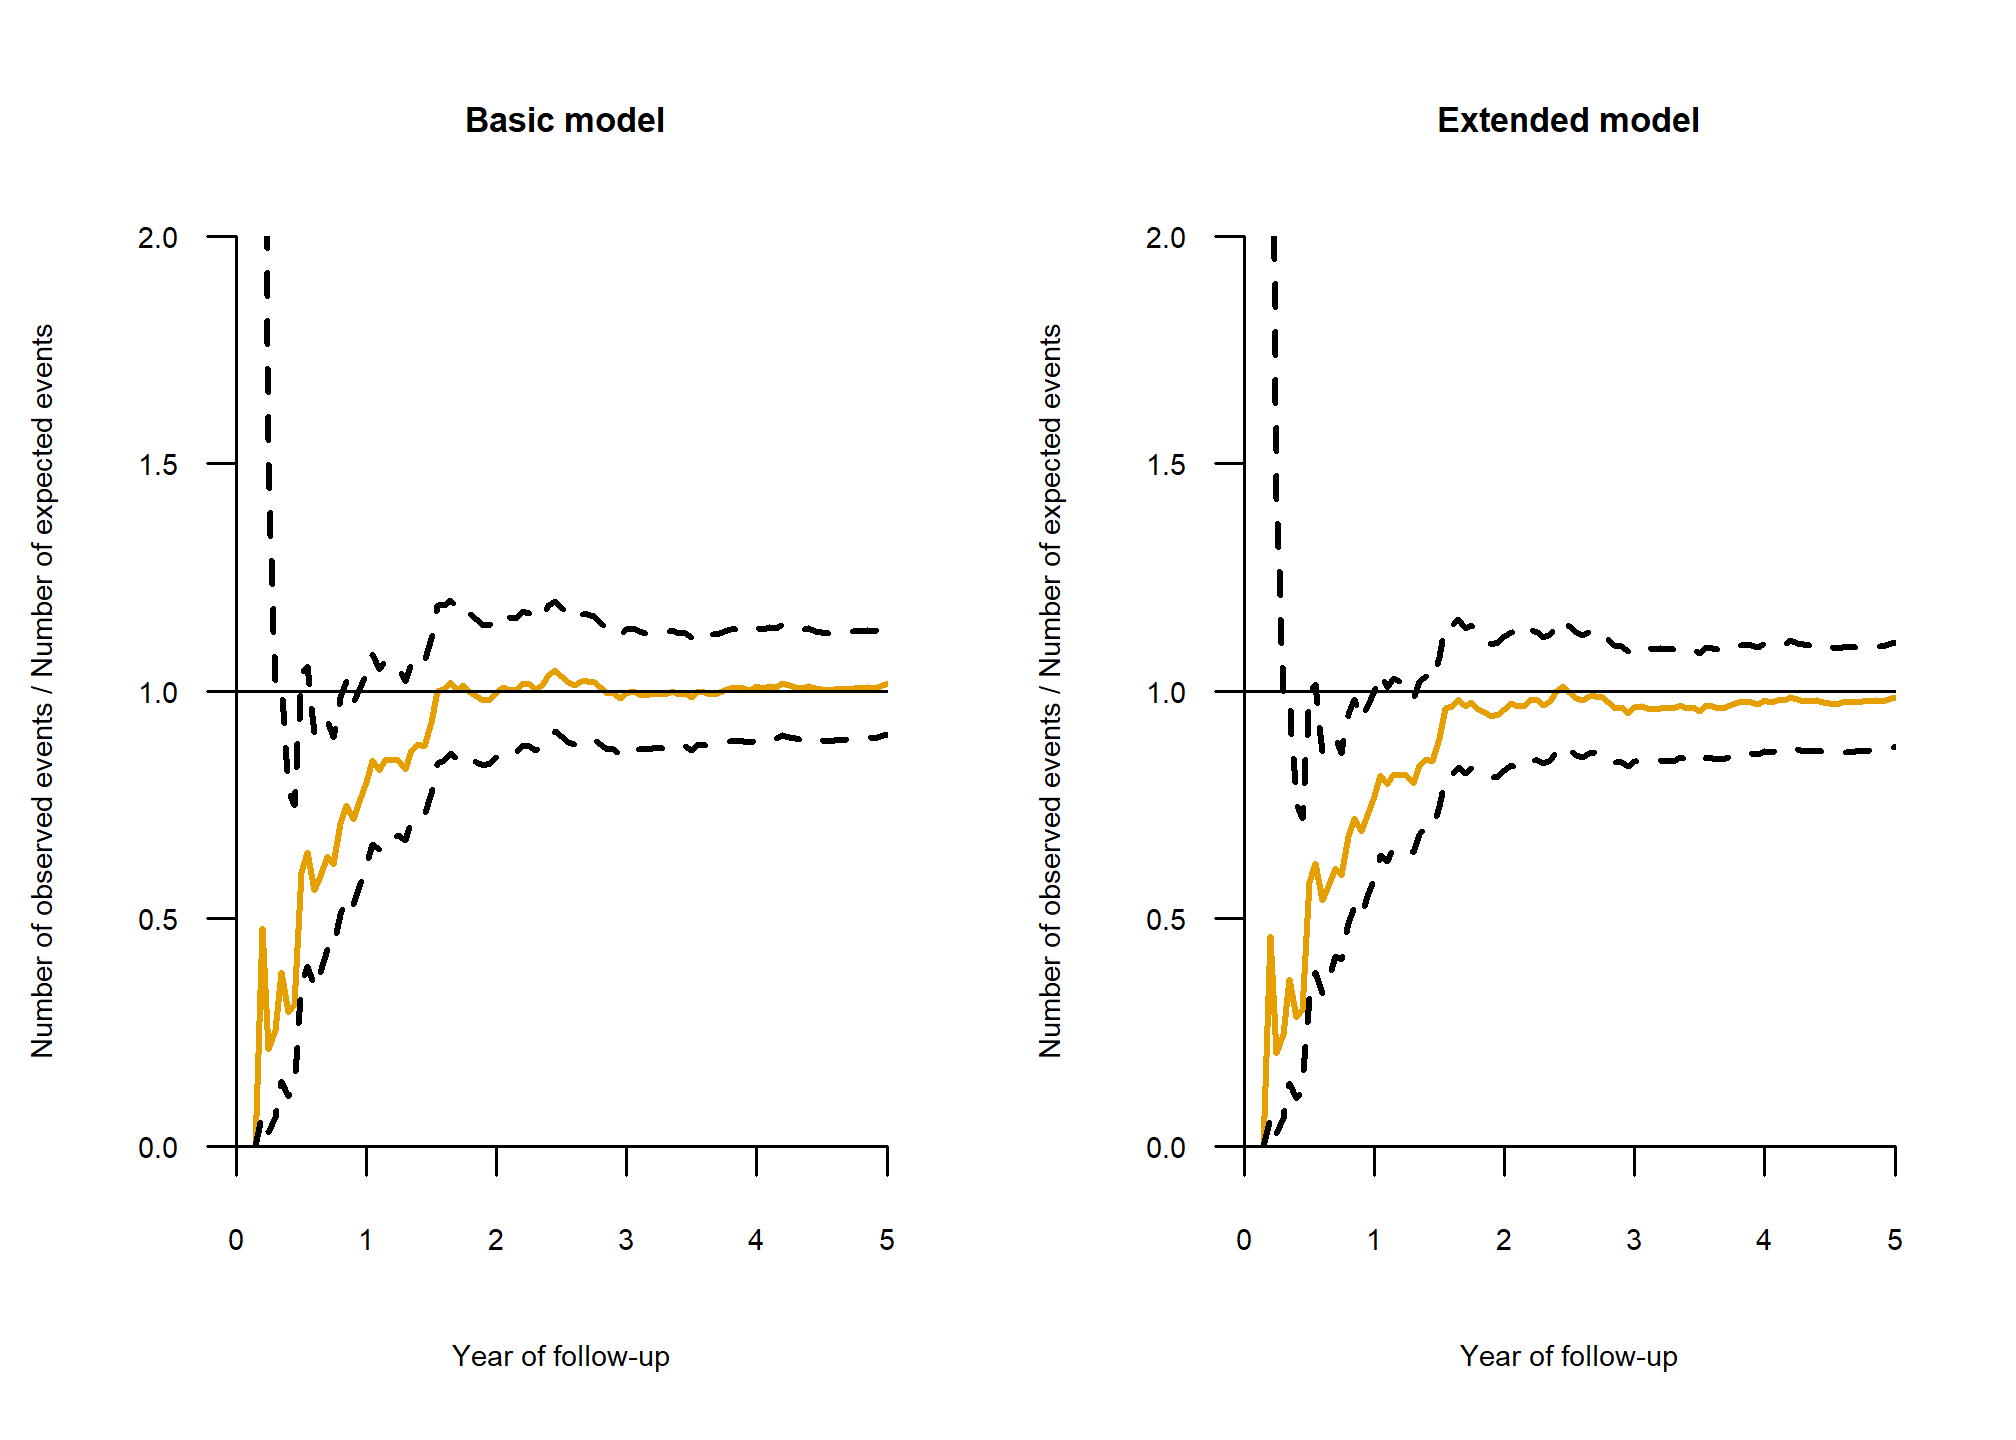 Basic model
Number of observed events / Number of expected events
2.0
1.5
1.0
0.5
0.0
0 1 2 3 4 5
Year of follow-up
Extended model
Number of observed events / Number of expected events
2.0
1.5
1.0
0.5
0.0
0 1 2 3 4 5
Year of follow-up